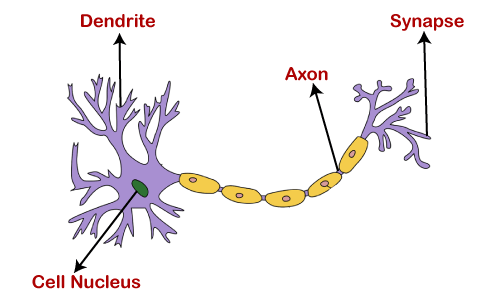 Dendrite
Synapse
Axon
Cell Nucleus